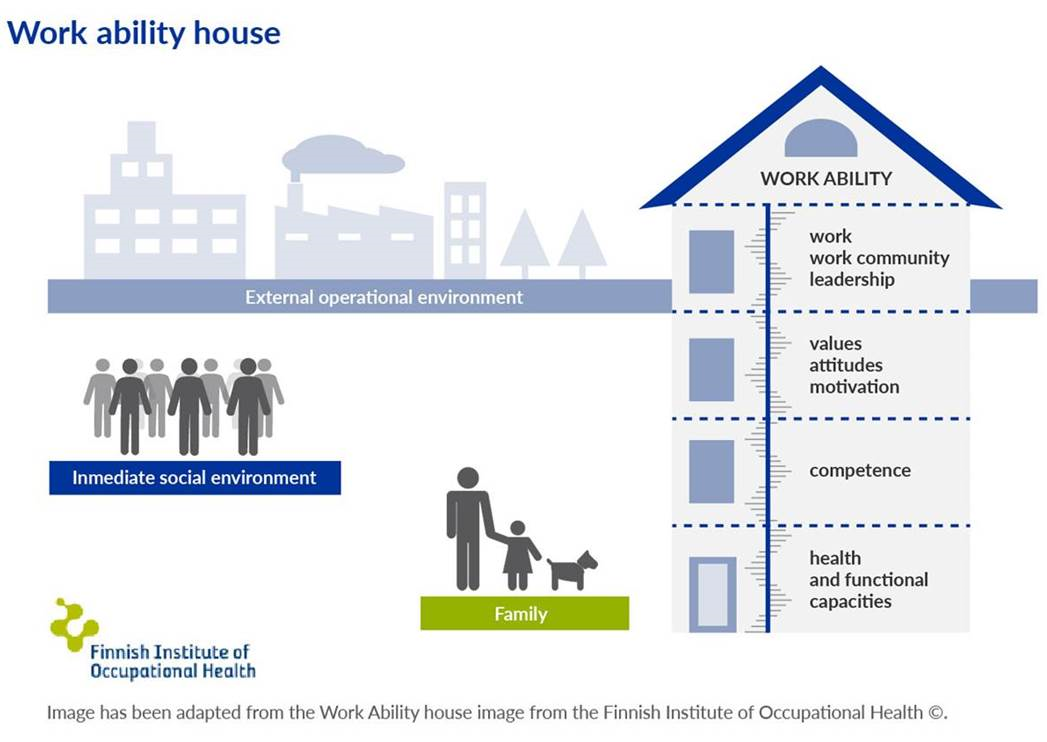 Work ability house
WORK ABILITY
work
work community
leadership
External operational environment
values
attitudes
motivation
Inmediate social environment
competence
health
and functional
capacities
Family
Finnish Institute of
Occupational Health
Image has been adapted from the Work Ability house image from the Finnish Institute of Occupational Health ©.